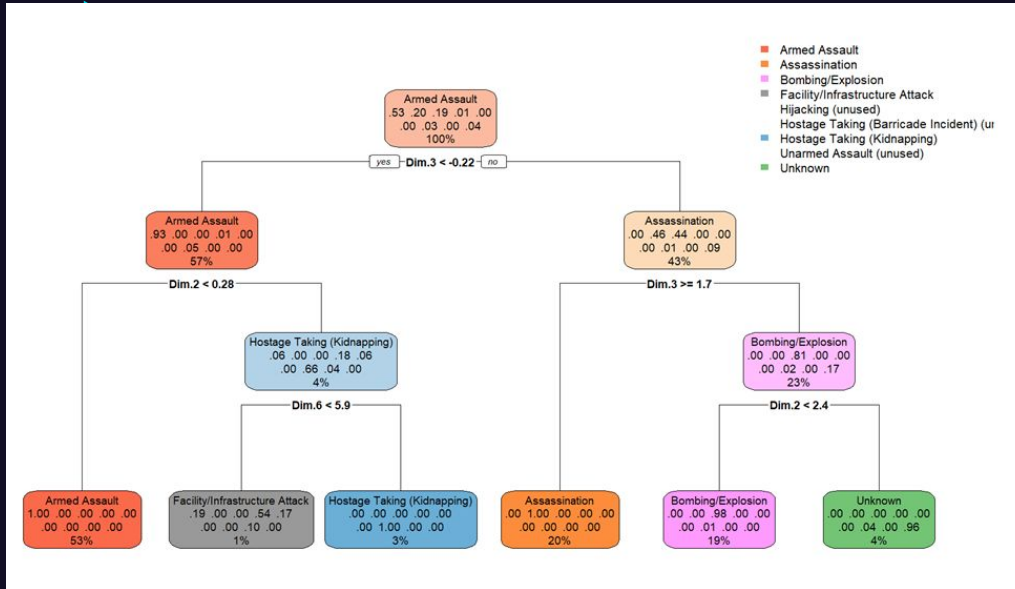 Armed Assault
Assassination
Bombing/Explosion
Facility/Infrastructure Attack
Hijacking (unused)
Hostage Taking (Barricade Incident) (ur
Hostage Taking (Kidnapping)
Unarmed Assault (unused)
Unknown
Armed Assault
.53 .20 .19 .01 .00
.00 .03 .00 .04
100%
yes Dim.3 < -0.22 no
Armed Assault
.93 .00 .00 .01 .00
.00 .05 .00 .00
57%
Assassination
.00 .46 .44 .00 .00
.00 .01 .00 .09
43%
Dim.2 < 0.28
Dim.3 >= 1.7
Hostage Taking (Kidnapping)
.06 .00 .00 .18 .06
.00 .66 .04 .00
4%
Bombing/Explosion
.00 .00 .81 .00 .00
.00 .02 .00 .17
23%
Dim.6 < 5.9
Dim.2 < 2.4
Armed Assault
1.00 .00 .00 .00 .00
.00 .00 .00 .00
53%
Facility/Infrastructure Attack
.19 .00 .00 .54 .17
.00 .00 .10 .00
1%
Hostage Taking (Kidnapping)
.00 .00 .00 .00 .00
.00 1.00 .00 .00
3%
Assassination
.00 1.00 .00 .00 .00
.00 .00 .00 .00
20%
Bombing/Explosion
.00 .00 .98 .00 .00
.00 .01 .00 .00
19%
Unknown
.00 .00 .00 .00 .00
.00 .04 .00 .96
4%